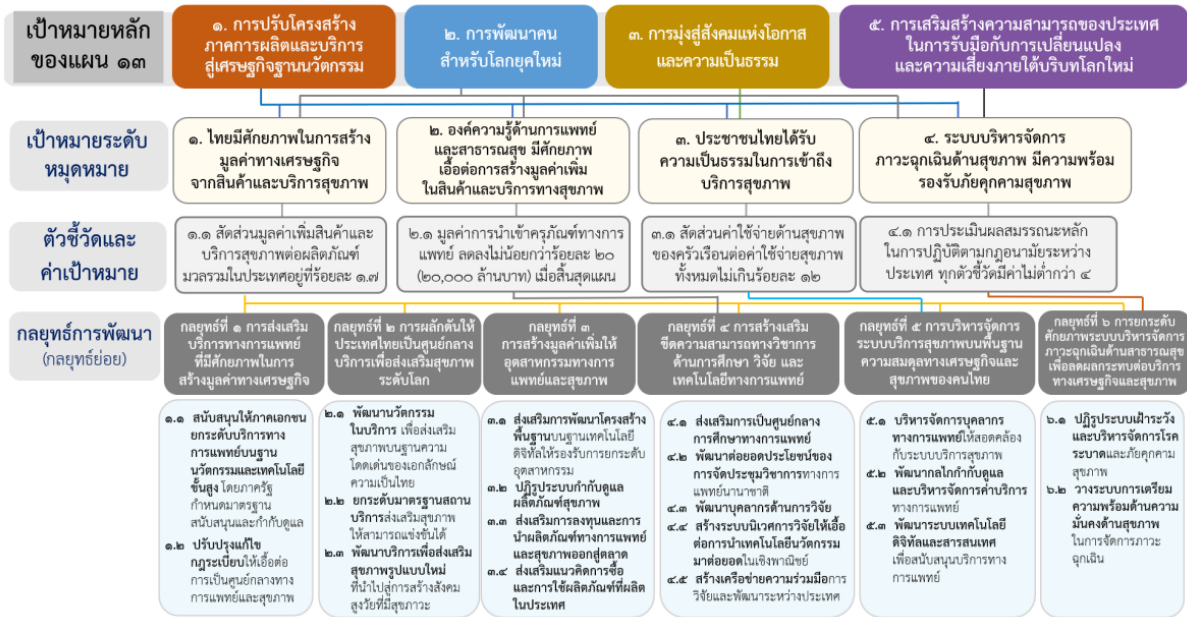 เป้าหมายหลัก
ของแผน ๑๓
๑. การปรับโครงสร้าง
ภาคการผลิตและบริการ
สู่เศรษฐกิจฐานนวัตกรรม
๒. การพัฒนาคน
สำหรับโลกยุคใหม่
๓. การมุ่งสู่สังคมแห่งโอกาส
และความเป็นธรรม
๕. การเสริมสร้างความสามารถของประเทศ
ในการรับมือกับการเปลี่ยนแปลง
และความเสี่ยงภายใต้บริบทโลกใหม่
เป้าหมายระดับ
หมุดหมาย
๑. ไทยมีศักยภาพในการสร้าง
มูลค่าทางเศรษฐกิจ
จากสินค้าและบริการสุขภาพ
๒. องค์ความรู้ด้านการแพทย์
และสาธารณสุข มีศักยภาพ
เอื้อต่อการสร้างมูลค่าเพิ่ม
ในสินค้าและบริการทางสุขภาพ
๓. ประชาชนไทยได้รับ
ความเป็นธรรมในการเข้าถึง
บริการสุขภาพ
๔. ระบบบริหารจัดการ
ภาวะฉุกเฉินด้านสุขภาพ มีความพร้อม
รองรับภัยคุกคามสุขภาพ
ตัวชี้วัดและ
ค่าเป้าหมาย
๑.๑ สัดส่วนมูลค่าเพิ่มสินค้าและ
บริการสุขภาพต่อผลิตภัณฑ์
มวลรวมในประเทศอยู่ที่ร้อยละ ๑.๗
๒.๑ มูลค่าการนำเข้าครุภัณฑ์ทางการ
แพทย์ ลดลงไม่น้อยกว่าร้อยละ ๒๐
(๒๐,๐๐๐ ล้านบาท) เมื่อสิ้นสุดแผน
๓.๑ สัดส่วนค่าใช้จ่ายด้านสุขภาพ
ของครัวเรือนต่อค่าใช้จ่ายสุขภาพ
ทั้งหมดไม่เกินร้อยละ ๑๒
๔.๑ การประเมินผลสมรรถนะหลัก
ในการปฏิบัติตามกฎอนามัยระหว่าง
ประเทศ ทุกตัวชี้วัดมีค่าไม่ต่ำกว่า ๔
กลยุทธ์การพัฒนา
(กลยุทธ์ย่อย)
กลยุทธ์ที่ ๑ การส่งเสริม
บริการทางการแพทย์
ที่มีศักยภาพในการ
สร้างมูลค่าทางเศรษฐกิจ
กลยุทธ์ที่ ๒ การผลักดันให้
ประเทศไทยเป็นศูนย์กลาง
บริการเพื่อส่งเสริมสุขภาพ
ระดับโลก
กลยุทธ์ที่ ๓
การสร้างมูลค่าเพิ่มให้
อุตสาหกรรมทางการ
แพทย์และสุขภาพ
กลยุทธ์ที่ ๔ การสร้างเสริม
ขีดความสามารถทางวิชาการ
ด้านการศึกษา วิจัย และ
เทคโนโลยีทางการแพทย์
กลยุทธ์ที่ ๕ การบริหารจัดการ
ระบบบริการสุขภาพบนพื้นฐาน
ความสมดุลทางเศรษฐกิจและ
สุขภาพของคนไทย
กลยุทธ์ที่ ๖ การยกระดับ
ศักยภาพระบบบริหารจัดการ
ภาวะฉุกเฉินด้านสาธารณสุข
เพื่อลดผลกระทบต่อบริการ
ทางเศรษฐกิจและสุขภาพ
๑.๑ สนับสนุนให้ภาคเอกชน
ยกระดับบริการทาง
การแพทย์บนฐาน
นวัตกรรมและเทคโนโลยี
ขั้นสูง โดยภาครัฐ
กำหนดมาตรฐาน
สนับสนุนและกำกับดูแล
๑.๒ ปรับปรุงแก้ไข
กฎระเบียบให้เอื้อต่อ
การเป็นศูนย์กลางทาง
การแพทย์และสุขภาพ
๒.๑ พัฒนานวัตกรรม
ในบริการ เพื่อส่งเสริม
สุขภาพบนฐานความ
โดดเด่นของเอกลักษณ์
ความเป็นไทย
๒.๒ ยกระดับมาตรฐานสถาน
บริการส่งเสริมสุขภาพ
ให้สามารถแข่งขันได้
๒.๓ พัฒนาบริการเพื่อส่งเสริม
สุขภาพรูปแบบใหม่
ที่นำไปสู่การสร้างสังคม
สูงวัยที่มีสุขภาวะ
๓.๑ ส่งเสริมการพัฒนาโครงสร้าง
พื้นฐานบนฐานเทคโนโลยี
ดิจิทัลให้รองรับการยกระดับ
อุตสาหกรรม
๓.๒ ปฏิรูประบบกำกับดูแล
ผลิตภัณฑ์สุขภาพ
๓.๓ ส่งเสริมการลงทุนและการ
นำผลิตภัณฑ์ทางการแพทย์
และสุขภาพออกสู่ตลาด
๓.๔ ส่งเสริมแนวคิดการซื้อ
และการใช้ผลิตภัณฑ์ที่ผลิต
ในประเทศ
๔.๑ ส่งเสริมการเป็นศูนย์กลาง
การศึกษาทางการแพทย์
๔.๒ พัฒนาต่อยอดประโยชน์ของ
การจัดประชุมวิชาการทางการ
แพทย์นานาชาติ
๔.๓ พัฒนาบุคลากรด้านการวิจัย
๔.๔ สร้างระบบนิเวศการวิจัยให้เอื้อ
ต่อการนำเทคโนโลยีนวัตกรรม
มาต่อยอดในเชิงพาณิชย์
๔.๕ สร้างเครือข่ายความร่วมมือการ
วิจัยและพัฒนาระหว่างประเทศ
๕.๑ บริหารจัดการบุคลากร
ทางการแพทย์ให้สอดคล้อง
กับระบบบริการสุขภาพ
๕.๒ พัฒนากลไกกำกับดูแล
และบริหารจัดการค่าบริการ
ทางการแพทย์
๕.๓ พัฒนาระบบเทคโนโลยี
ดิจิทัลและสารสนเทศ
เพื่อสนับสนุนบริการทาง
การแพทย์
๖.๑ ปฏิรูประบบเฝ้าระวัง
และบริหารจัดการโรค
ระบาดและภัยคุกคาม
สุขภาพ
๖.๒ วางระบบการเตรียม
ความพร้อมด้านความ
มั่นคงด้านสุขภาพ
ในการจัดการภาวะ
ฉุกเฉิน